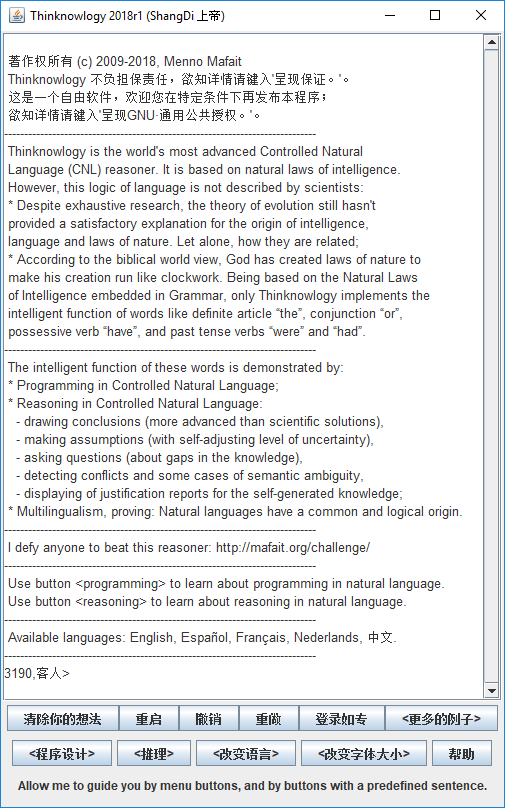 Thinknowlogy 2018r1 (ShangDi 上帝)
著作权所有 (c) 2009-2018, Menno Mafait
Thinknowlogy 不负担保责任，欲知详情请键入'呈现保证。'。
这是一个自由软件，欢迎您在特定条件下再发布本程序；
欲知详情请键入'呈现GNU·通用公共授权。'。
Thinknowlogy is the world's most advanced Controlled Natural
Language (CNL) reasoner. It is based on natural laws of intelligence.
However, this logic of language is not described by scientists:
* Despite exhaustive research, the theory of evolution still hasn't
provided a satisfactory explanation for the origin of intelligence,
language and laws of nature. Let alone, how they are related;
* According to the biblical world view, God has created laws of nature to
make his creation run like clockwork. Being based on the Natural Laws
of Intelligence embedded in Grammar, only Thinknowlogy implements the
intelligent function of words like definite article “the”, conjunction “or”,
possessive verb “have”, and past tense verbs “were” and “had”.
The intelligent function of these words is demonstrated by:
* Programming in Controlled Natural Language;
* Reasoning in Controlled Natural Language:
- drawing conclusions (more advanced than scientific solutions),
- making assumptions (with self-adjusting level of uncertainty),
- asking questions (about gaps in the knowledge),
- detecting conflicts and some cases of semantic ambiguity,
- displaying of justification reports for the self-generated knowledge;
* Multilingualism, proving: Natural languages have a common and logical origin.
I defy anyone to beat this reasoner: http://mafait.org/challenge/
Use button <programming> to learn about programming in natural language.
Use button <reasoning> to learn about reasoning in natural language.
Available languages: English, Español, Français, Nederlands, 中文.
3190,客人>
清除你的想法 重启 撤销 重做 登录如专 <更多的例子>
<程序设计> <推理> <改变语言> <改变字体大小> 帮助
Allow me to guide you by menu buttons, and by buttons with a predefined sentence.